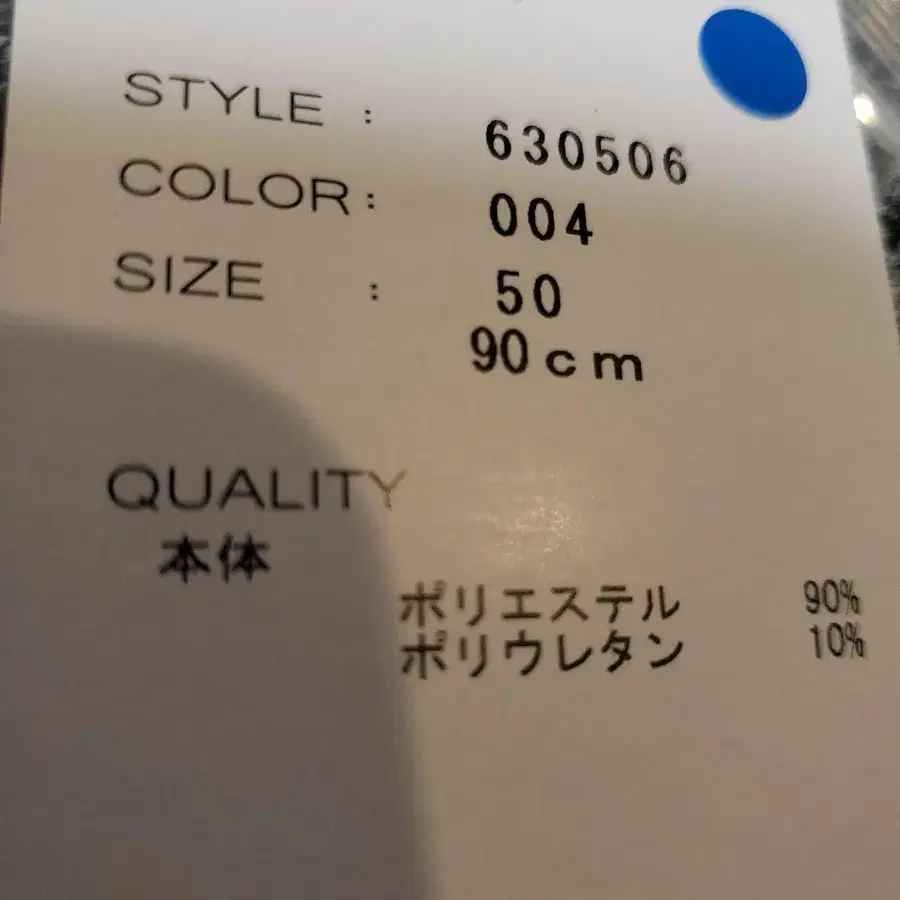 STYLE : 630506
COLOR: 004
SIZE : 50
90cm
QUALITY
本体
ポリエステル 90%
ポリウレタン 10%